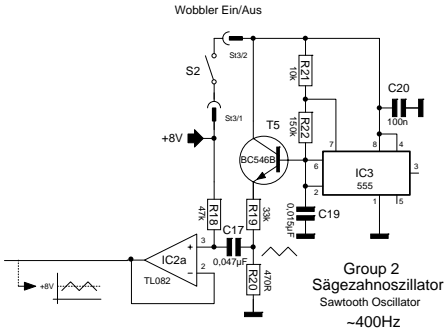 Wobbler Ein/Aus
St3/2
S2
St3/1
+8V
R21
10k
C20
100n
T5
BC546B
R22
150k
7
8
4
6
IC3
555
3
2
1
5
C19
0,015µF
R18
47k
C17
0,047µF
R19
33k
R20
470R
+
3
IC2a
–
2
TL082
+8V
Group 2
Sägezahnoszillator
Sawtooth Oscillator
~400Hz